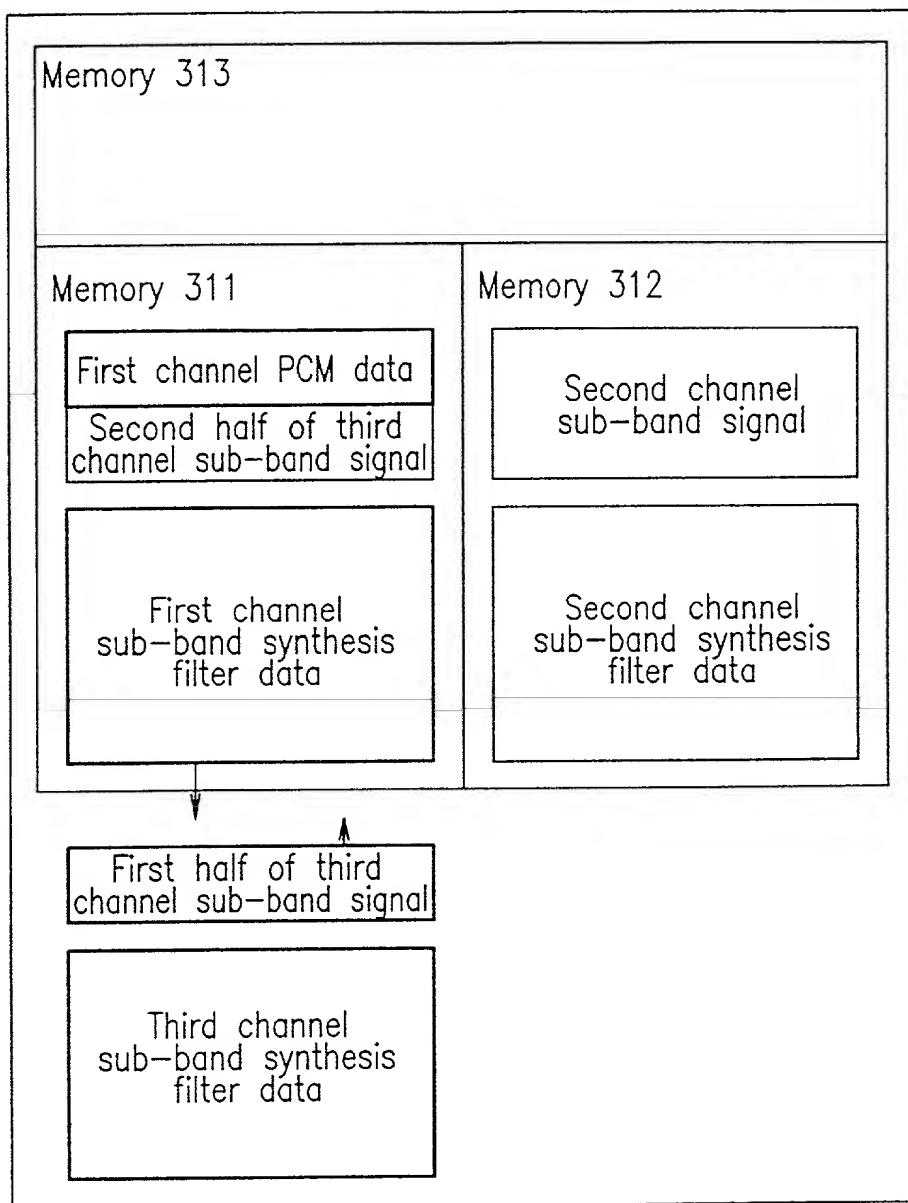 Memory 313
Memory 311
First channel PCM data
Second half of third
channel sub-band signal
First channel
sub-band synthesis
filter data
Memory 312
Second channel
sub-band signal
Second channel
sub-band synthesis
filter data
First half of third
channel sub-band signal
Third channel
sub-band synthesis
filter data